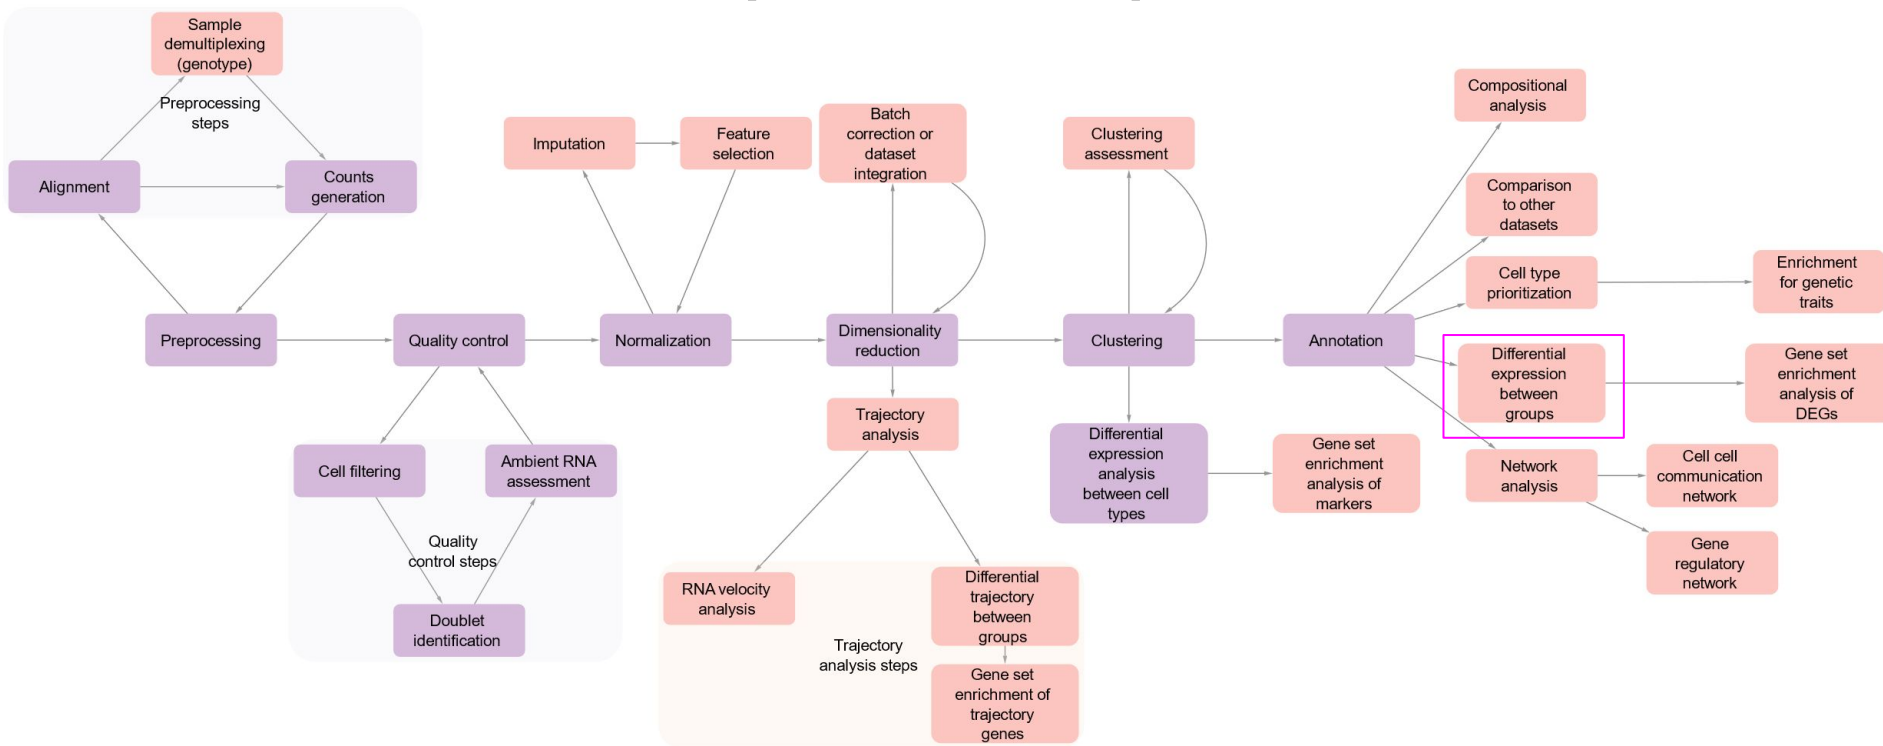 Sample
demultiplexing
(genotype)
Preprocessing
steps
Alignment
Counts
generation
Imputation
Feature
selection
Batch
correction or
dataset
integration
Clustering
assessment
Compositional
analysis
Comparison
to other
datasets
Cell type
prioritization
Enrichment
for genetic
traits
Preprocessing
Quality control
Normalization
Dimensionality
reduction
Clustering
Annotation
Differential
expression
between
groups
Gene set
enrichment
analysis of
DEGs
Cell filtering
Ambient RNA
assessment
Quality
control steps
Doublet
identification
Trajectory
analysis
Differential
expression
analysis
between cell
types
Gene set
enrichment
analysis of
markers
Network
analysis
Cell cell
communication
network
Gene
regulatory
network
RNA velocity
analysis
Differential
trajectory
between
groups
Trajectory
analysis steps
Gene set
enrichment of
trajectory
genes